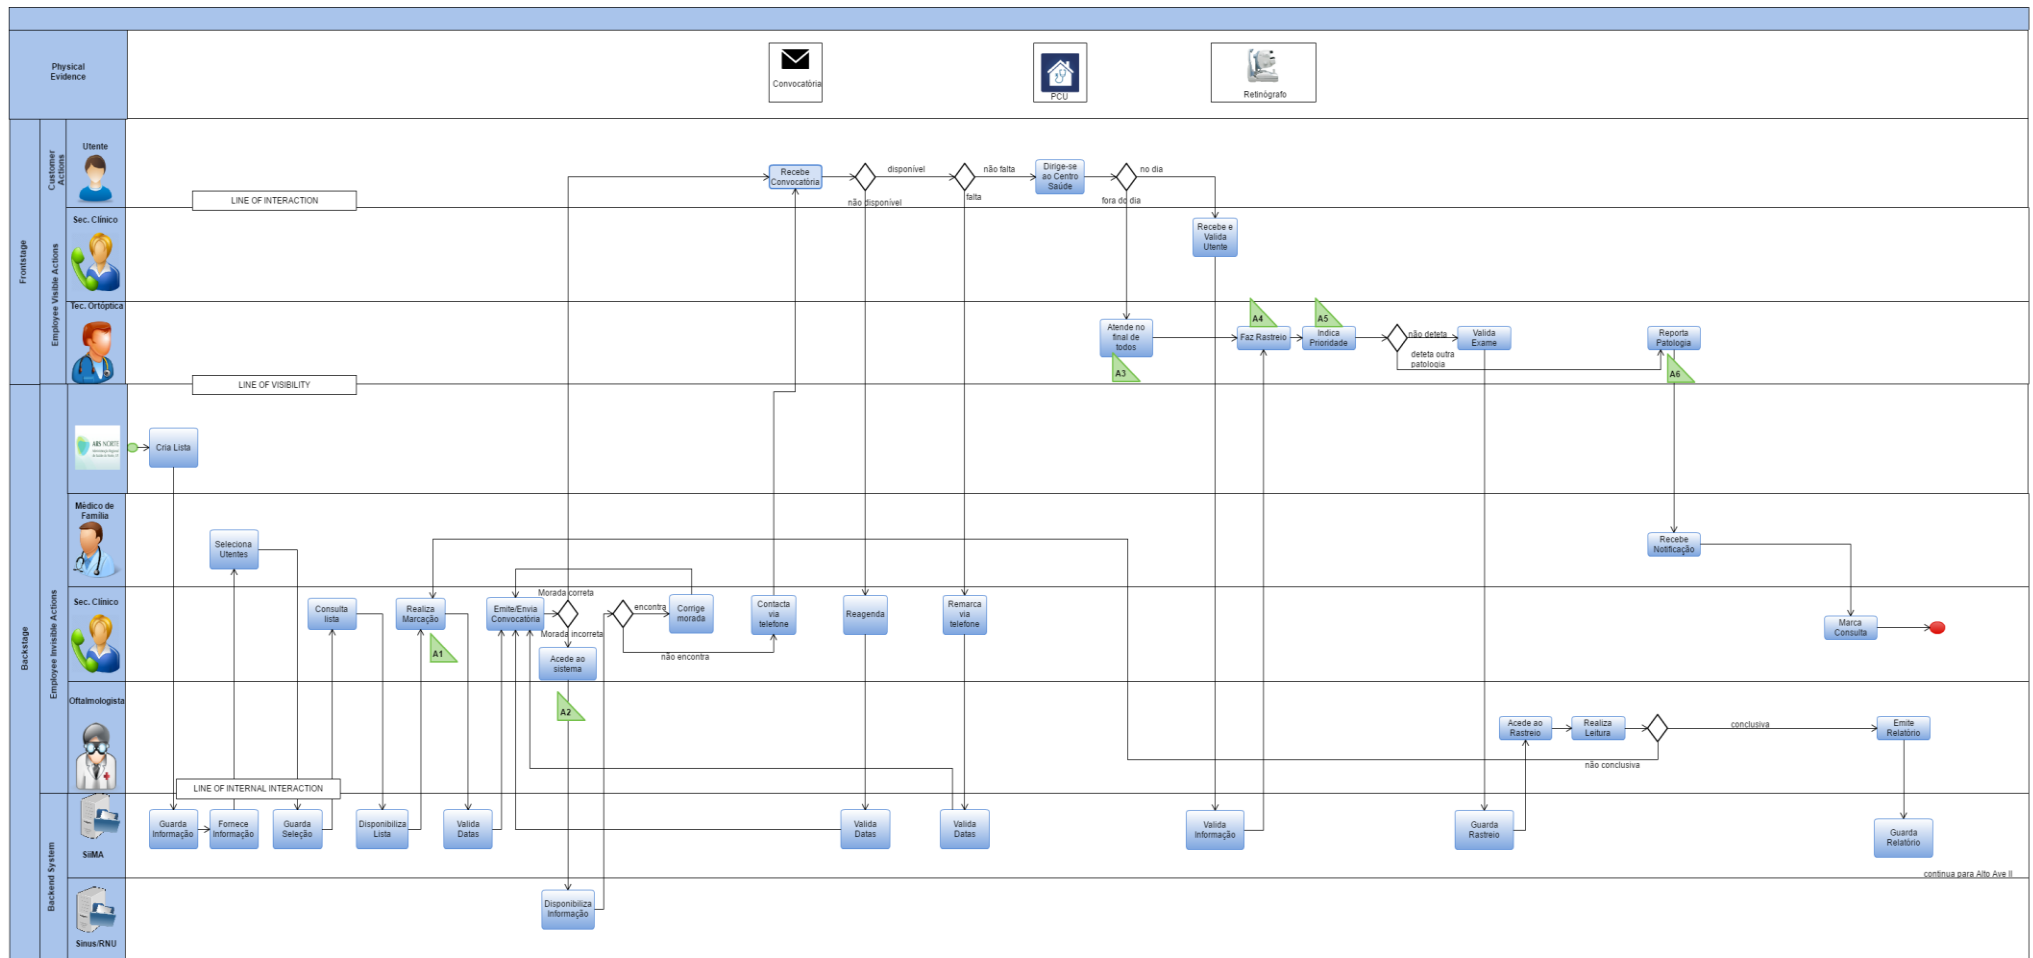 Physical
Evidence
Convocatória
PCU
Retinógrafo
Frontstage
Customer
Actions
Utente
Recebe
Convocatória
disponível
não disponível
não falta
falta
Dirige-se
ao Centro
Saúde
no dia
fora do dia
LINE OF INTERACTION
Employee Visible Actions
Sec. Clínico
Recebe e
Valida
Utente
Tec. Ortóptica
Atende no
final de
todos
A3
A4
Faz Rastreio
A5
Indica
Prioridade
não deteta
deteta outra
patologia
Valida
Exame
Reporta
Patologia
A6
LINE OF VISIBILITY
Backstage
Employee Invisible Actions
ARS NORTE
Cria Lista
Médico de
Família
Seleciona
Utentes
Recebe
Notificação
Sec. Clínico
Consulta
lista
Realiza
Marcação
A1
Emite/Envia
Convocatória
Morada correta
Morada incorreta
Acede ao
sistema
A2
encontra
não encontra
Corrige
morada
Contacta
via
telefone
Reagenda
Remarca
via
telefone
Marca
Consulta
Oftalmologista
Acede ao
Rastreio
Realiza
Leitura
conclusiva
não conclusiva
Emite
Relatório
LINE OF INTERNAL INTERACTION
Backend System
SiiMA
Guarda
Informação
Fornece
Informação
Guarda
Seleção
Disponibiliza
Lista
Valida
Datas
Valida
Datas
Valida
Datas
Valida
Informação
Guarda
Rastreio
Guarda
Relatório
continua para Alto Ave II
Sinus/RNU
Disponibiliza
Informação